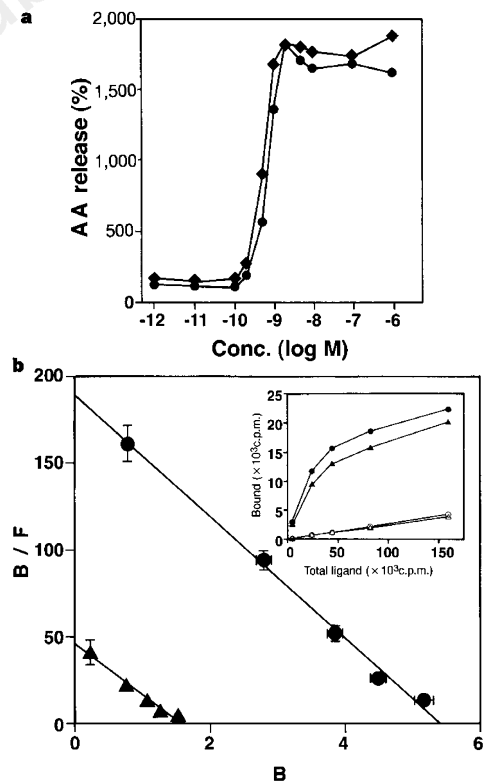 a
2,000
1,500
1,000
500
0
AA release (%)
-12 -11 -10 -9 -8 -7 -6
Conc. (log M)
b
200
150
100
50
0
B / F
0 2 4 6
B
25
20
15
10
5
0
Bound (×10³c.p.m.)
0 50 100 150
Total ligand (×10³c.p.m.)